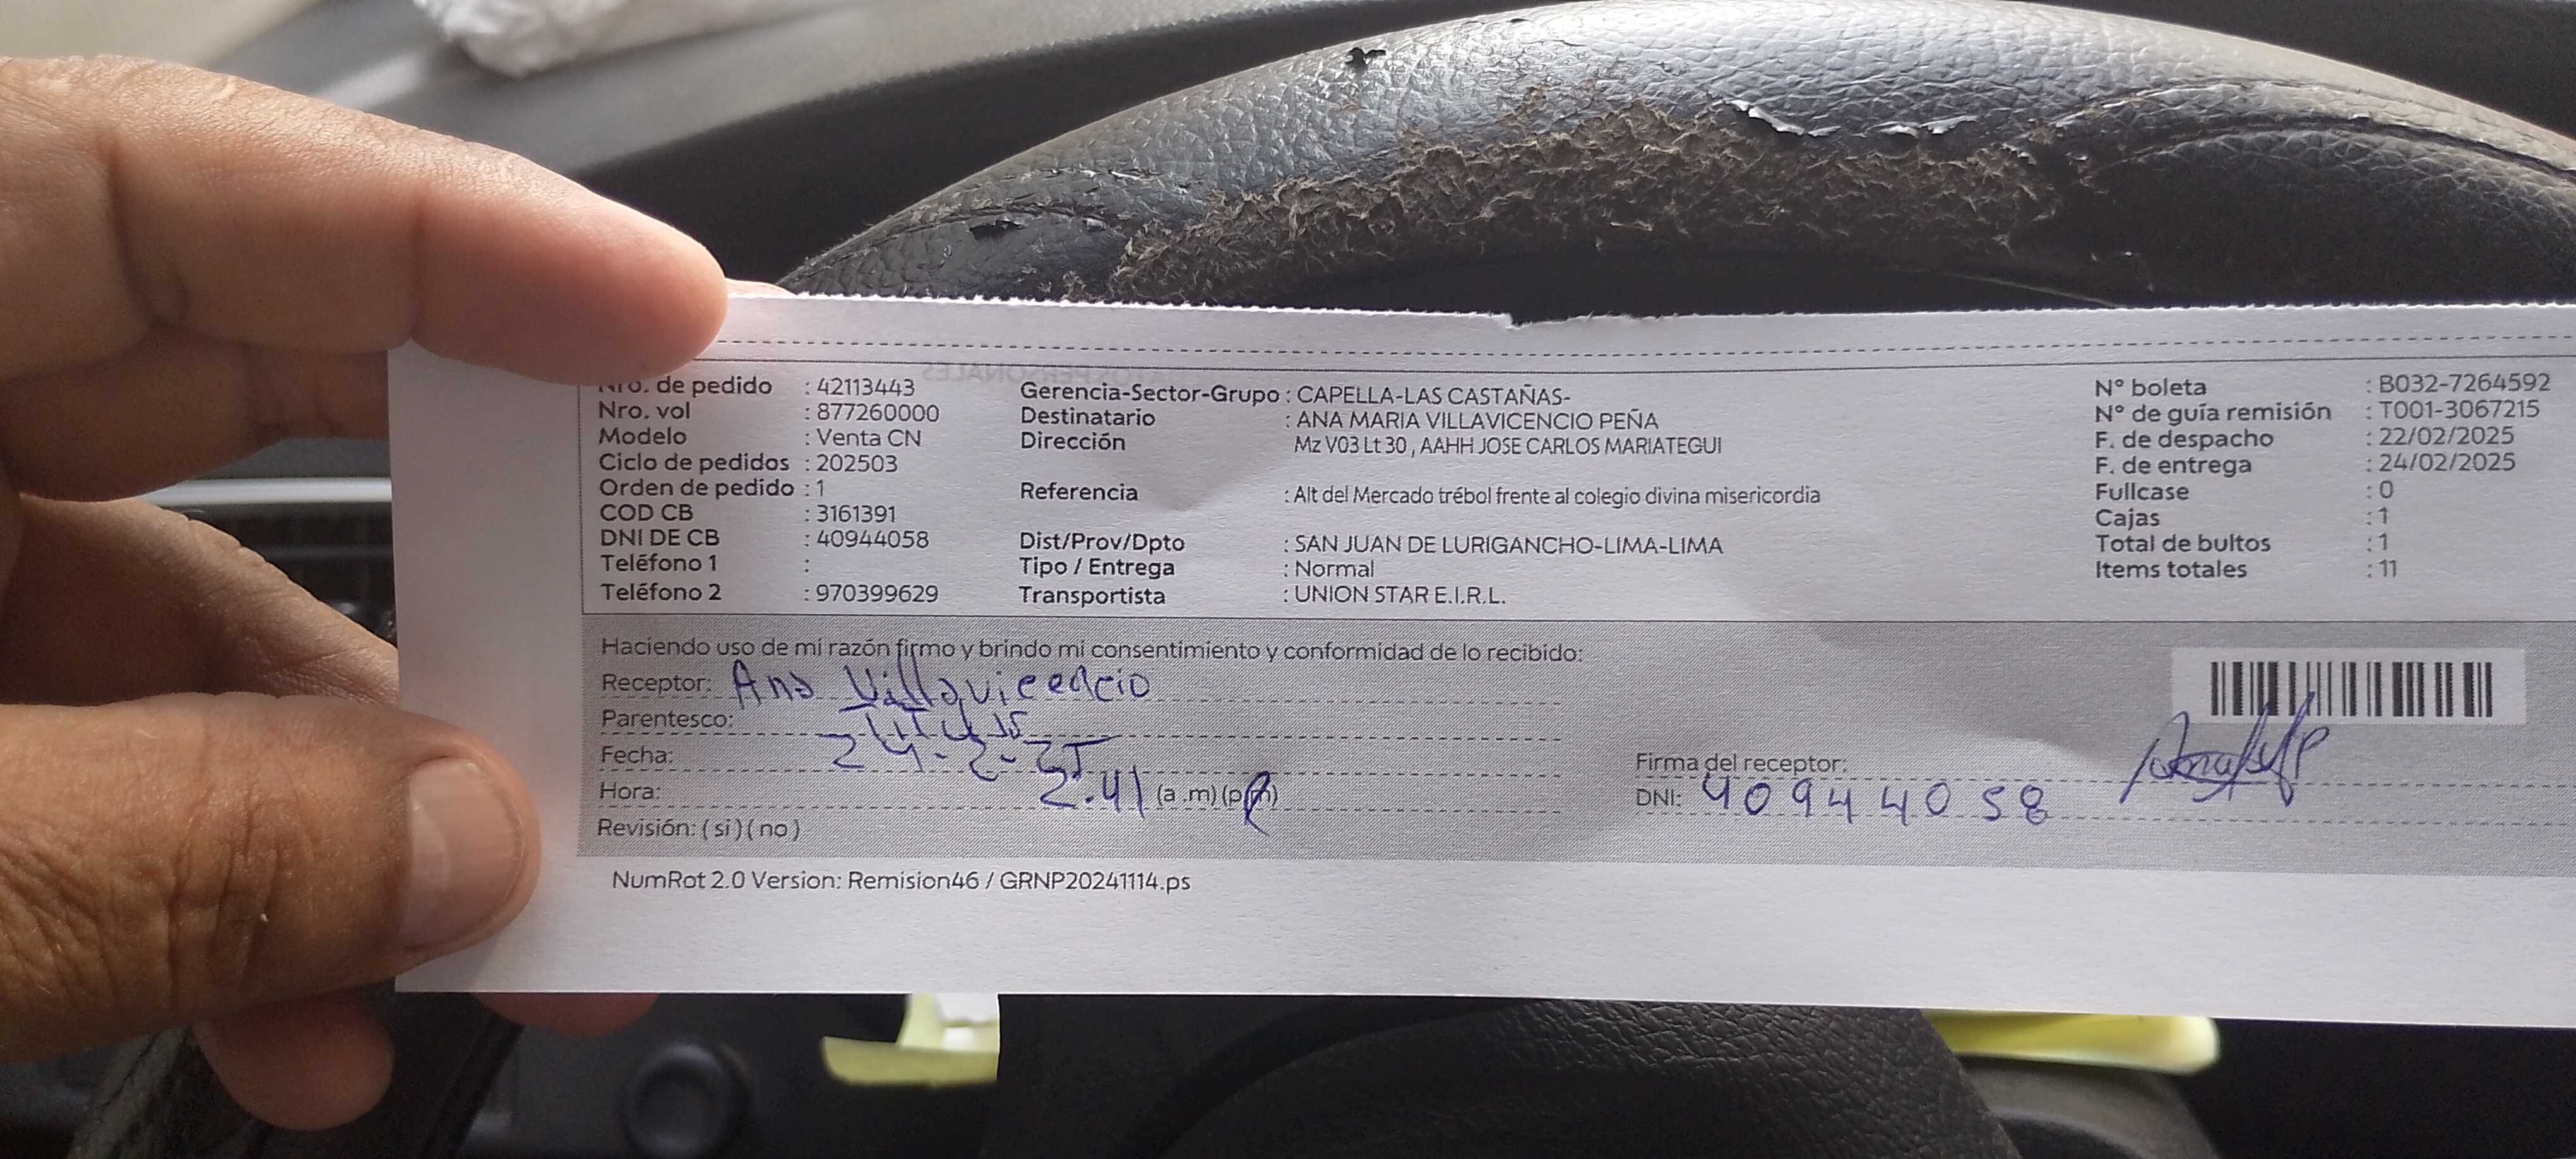 Nro. de pedido : 42113443
Nro. vol : 877260000
Modelo : Venta CN
Ciclo de pedidos : 202503
Orden de pedido : 1
COD CB : 3161391
DNI DE CB : 40944058
Teléfono 1 :
Teléfono 2 : 970399629
Gerencia-Sector-Grupo : CAPELLA-LAS CASTAÑAS-
Destinatario : ANA MARIA VILLAVICENCIO PEÑA
Dirección Mz V03 Lt 30 , AAHH JOSE CARLOS MARIATEGUI
Referencia : Alt del Mercado trébol frente al colegio divina misericordia
Dist/Prov/Dpto : SAN JUAN DE LURIGANCHO-LIMA-LIMA
Tipo / Entrega : Normal
Transportista : UNION STAR E.I.R.L.
N° boleta : B032-7264592
N° de guía remisión : T001-3067215
F. de despacho : 22/02/2025
F. de entrega : 24/02/2025
Fullcase : 0
Cajas : 1
Total de bultos : 1
Items totales : 11
Haciendo uso de mi razón firmo y brindo mi consentimiento y conformidad de lo recibido:
Receptor: Ana Villavicencio
Parentesco:
Fecha: 24-2-25
Hora: 2.41 (a .m) (p.m)
Revisión: ( si ) ( no )
Firma del receptor:
DNI: 40944058
NumRot 2.0 Version: Remision46 / GRNP20241114.ps